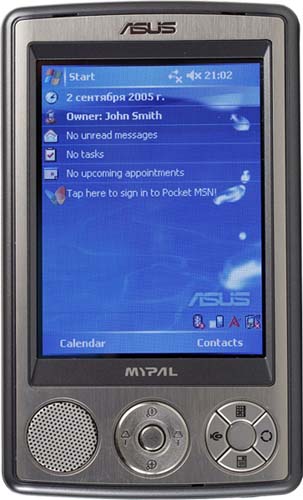 ASUS
Start 21:02
2 сентября 2005 г.
Owner: John Smith
No unread messages
No tasks
No upcoming appointments
Tap here to sign in to Pocket MSN!
ASUS
Calendar Contacts
MYPAL